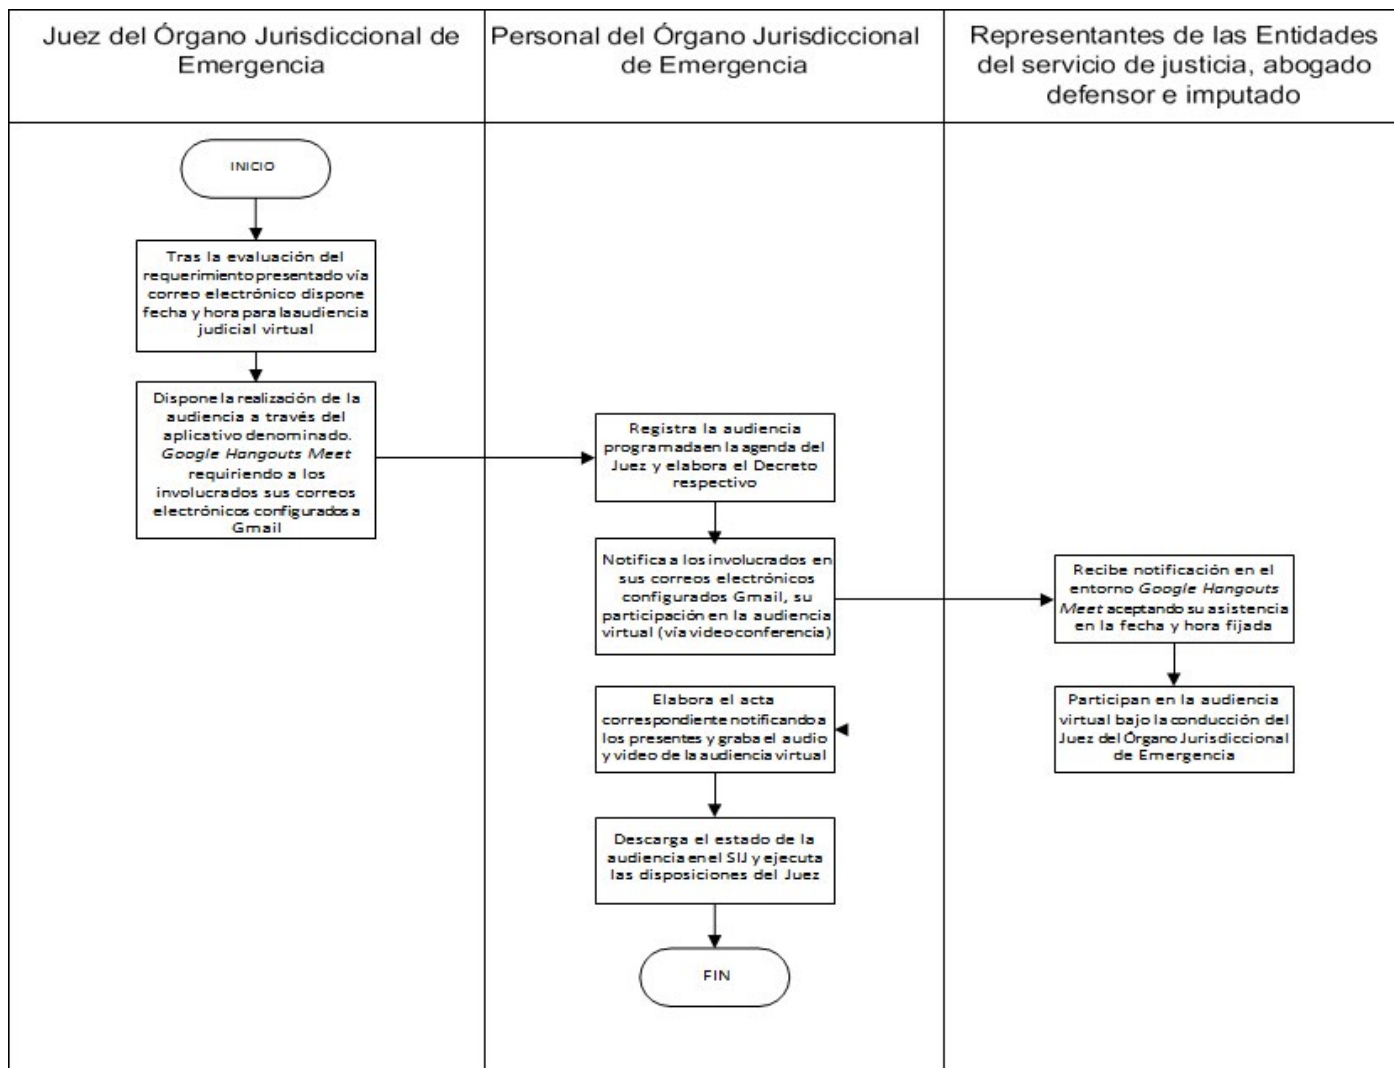 Juez del Órgano Jurisdiccional de
Emergencia
Personal del Órgano Jurisdiccional
de Emergencia
Representantes de las Entidades
del servicio de justicia, abogado
defensor e imputado
INICIO
Tras la evaluación del
requerimiento presentado vía
correo electrónico dispone
fecha y hora para la audiencia
judicial virtual
Dispone la realización de la
audiencia a través del
aplicativo denominado.
Google Hangouts Meet
requiriendo a los
involucrados sus correos
electrónicos configurados a
Gmail
Registra la audiencia
programada en la agenda del
Juez y elabora el Decreto
respectivo
Notifica a los involucrados en
sus correos electrónicos
configurados Gmail, su
participación en la audiencia
virtual (vía video conferencia)
Recibe notificación en el
entorno Google Hangouts
Meet aceptando su asistencia
en la fecha y hora fijada
Participan en la audiencia
virtual bajo la conducción del
Juez del Órgano Jurisdiccional
de Emergencia
Elabora el acta
correspondiente notificando a
los presentes y graba el audio
y video de la audiencia virtual
Descarga el estado de la
audiencia en el SIJ y ejecuta
las disposiciones del Juez
FIN